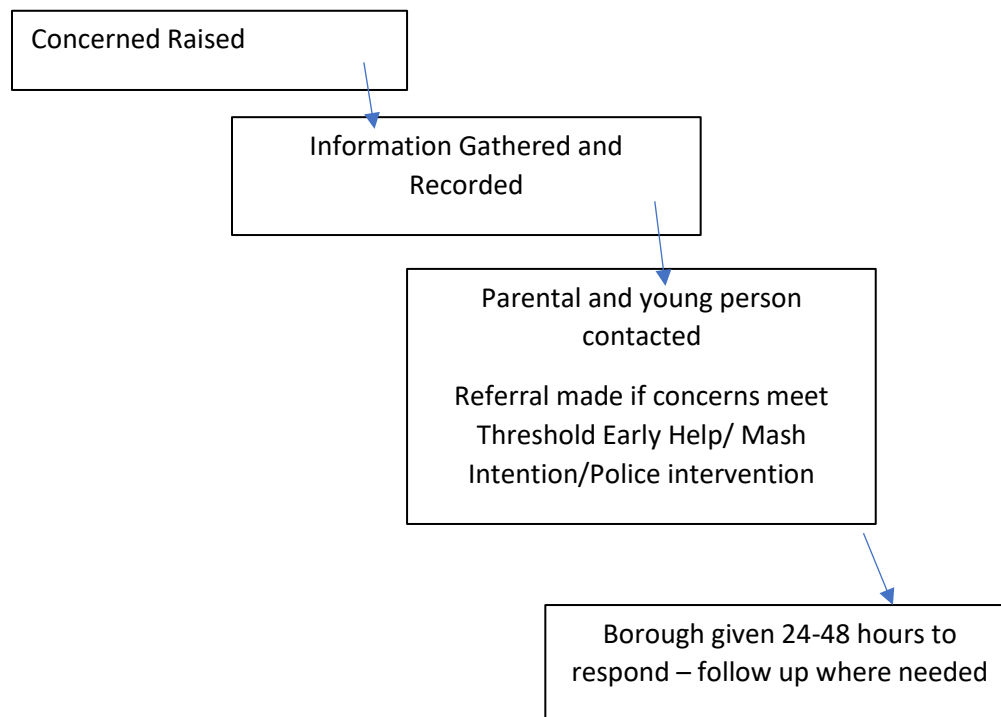 Concerned Raised
Information Gathered and
Recorded
Parental and young person
contacted
Referral made if concerns meet
Threshold Early Help/ Mash
Intention/Police intervention
Borough given 24-48 hours to
respond – follow up where needed